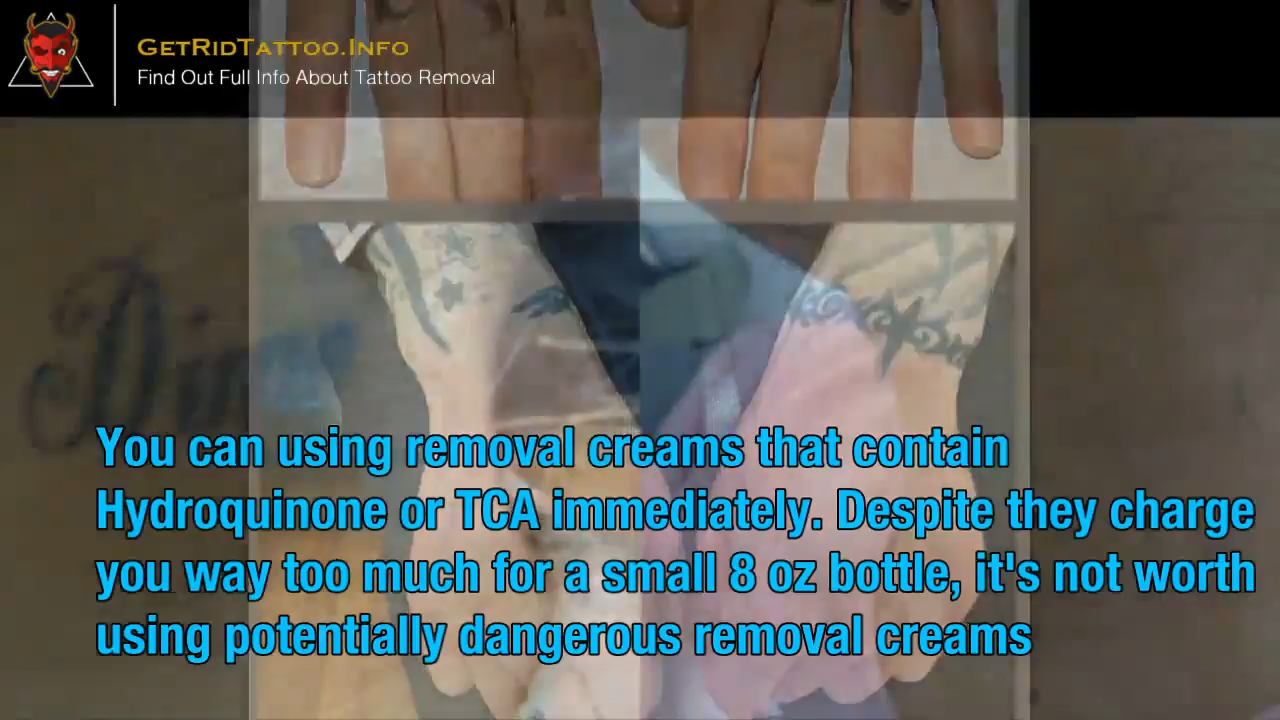 GetRidTattoo.Info
Find Out Full Info About Tattoo Removal
You can using removal creams that contain
Hydroquinone or TCA immediately. Despite they charge
you way too much for a small 8 oz bottle, it's not worth
using potentially dangerous removal creams